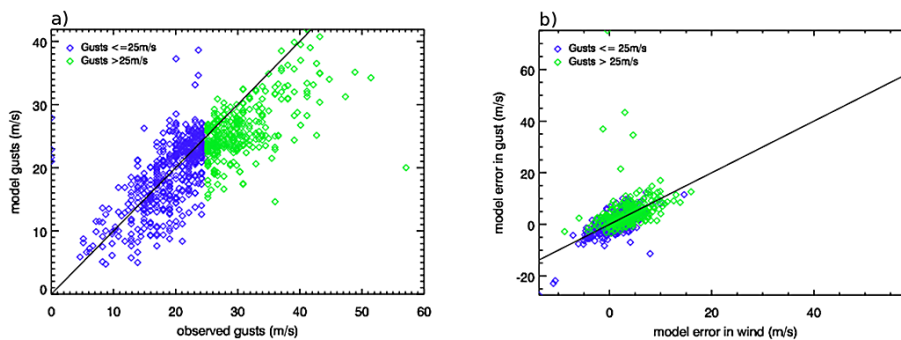 a)
Gusts <=25m/s
Gusts >25m/s
40
30
20
10
0
model gusts (m/s)
0 10 20 30 40 50 60
observed gusts (m/s)
b)
Gusts <= 25m/s
Gusts > 25m/s
60
40
20
0
-20
model error in gust (m/s)
0 20 40
model error in wind (m/s)